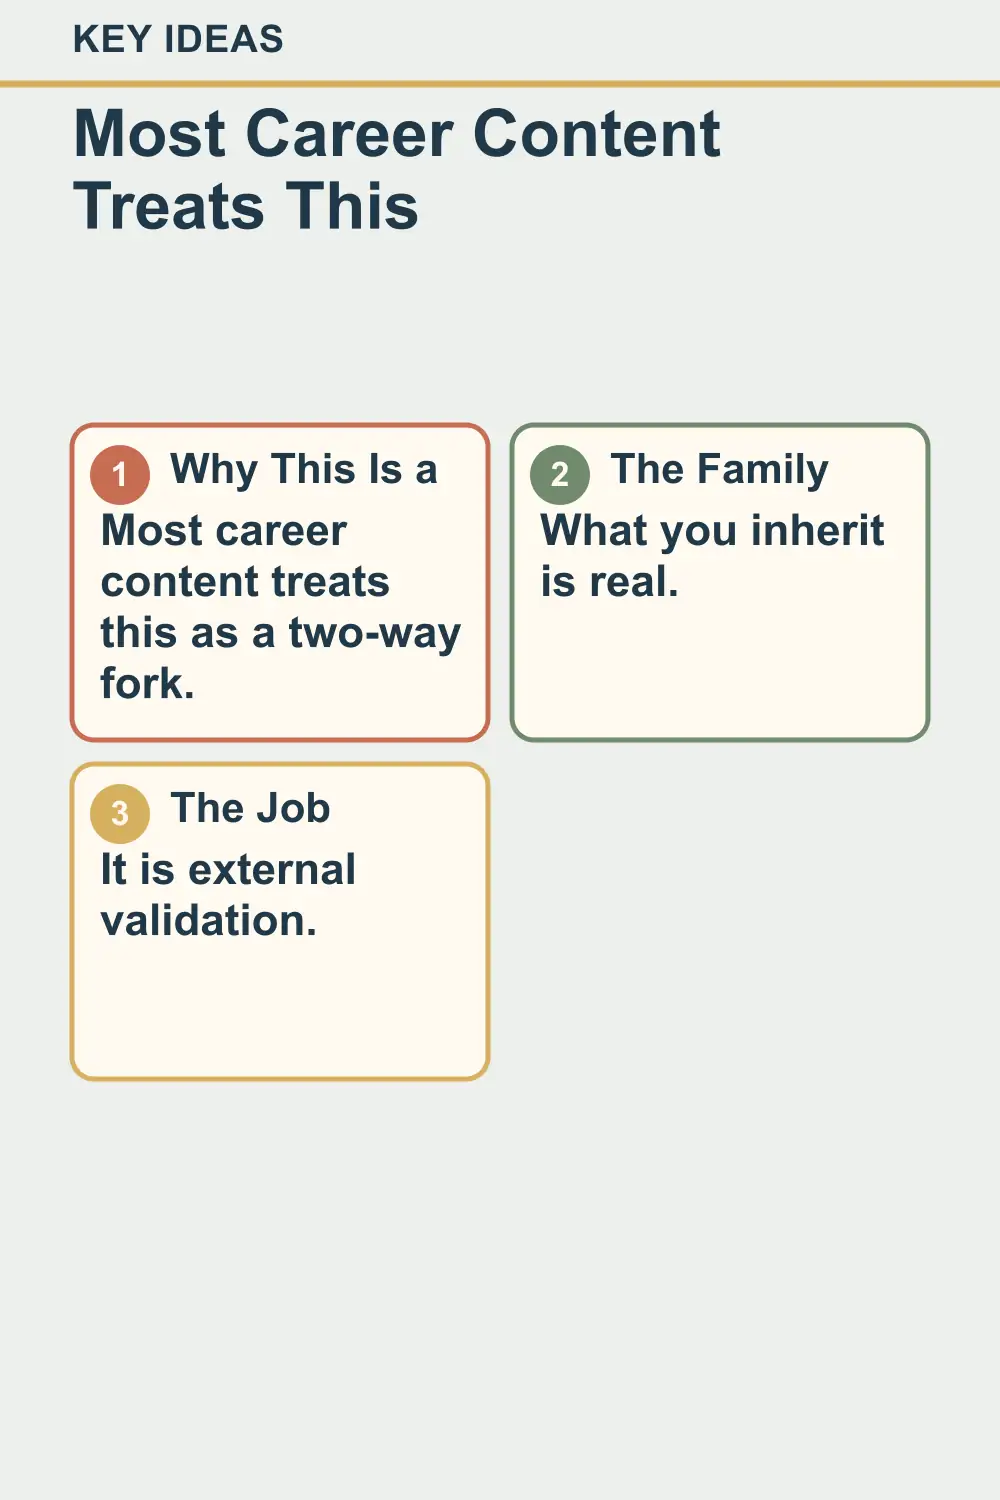 KEY IDEAS
Most Career Content
Treats This
1 Why This Is a
Most career
content treats
this as a two-way
fork.
2 The Family
What you inherit
is real.
3 The Job
It is external
validation.